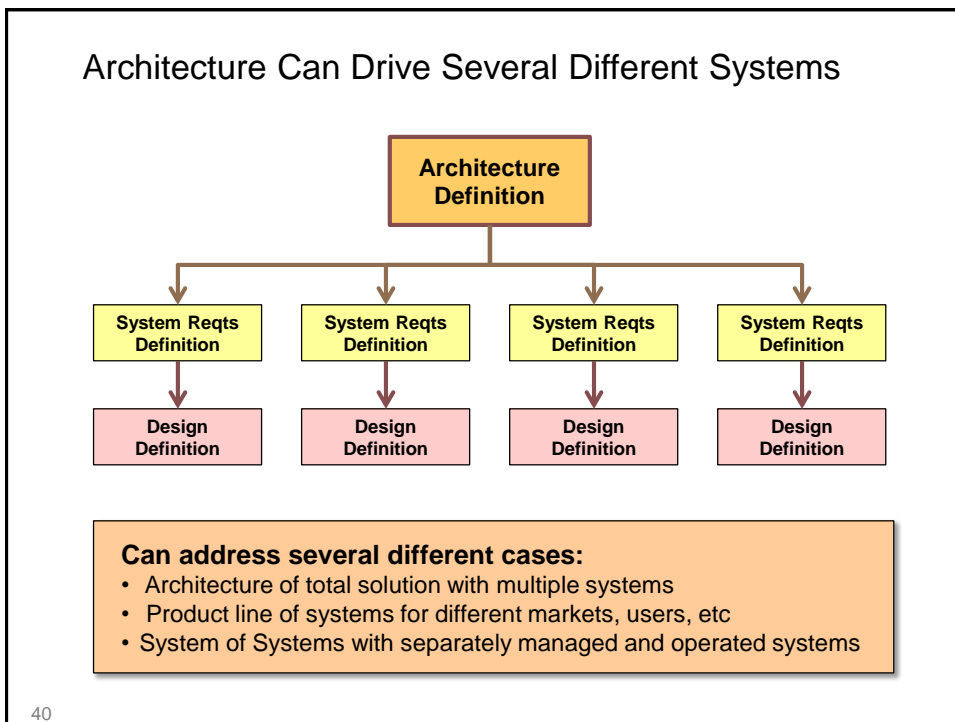 Architecture Can Drive Several Different Systems
Architecture
Definition
System Reqts
Definition
System Reqts
Definition
System Reqts
Definition
System Reqts
Definition
Design
Definition
Design
Definition
Design
Definition
Design
Definition
Can address several different cases:
• Architecture of total solution with multiple systems
• Product line of systems for different markets, users, etc
• System of Systems with separately managed and operated systems
40